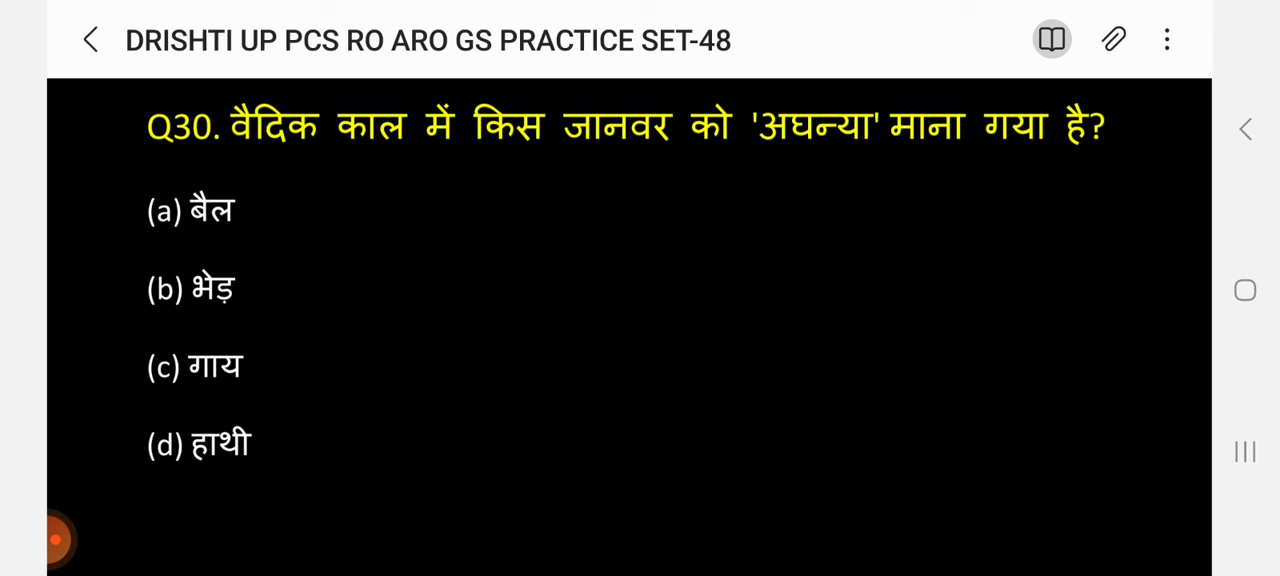 DRISHTI UP PCS RO ARO GS PRACTICE SET-48
Q30. वैदिक काल में किस जानवर को 'अघन्या' माना गया है?
(a) बैल
(b) भेड़
(c) गाय
(d) हाथी